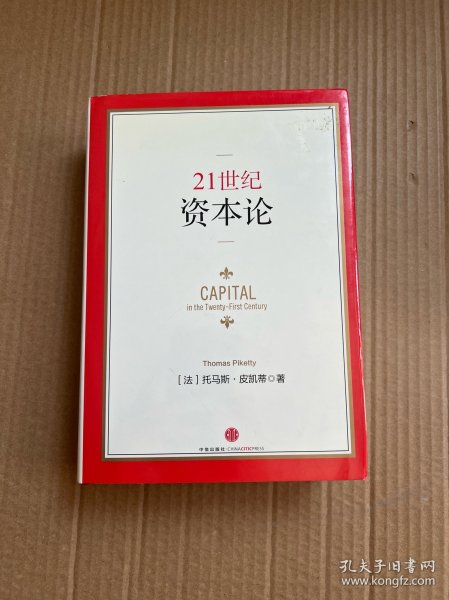 21世纪
资本论
CAPITAL
in the Twenty-First Century
Thomas Piketty
[法]托马斯·皮凯蒂◎著
中信出版社·CHINACITICPRESS
孔夫子旧书网
www.kongfz.com